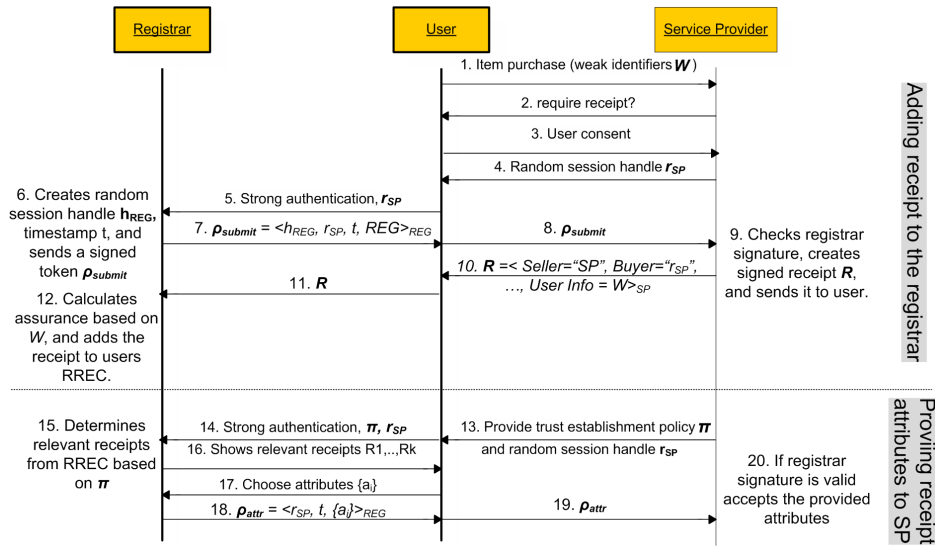 Registrar
User
Service Provider
1. Item purchase (weak identifiers W )
2. require receipt?
3. User consent
4. Random session handle rSP
5. Strong authentication, rSP
6. Creates random
session handle hREG,
timestamp t, and
sends a signed
token ρsubmit
7. ρsubmit = <hREG, rSP, t, REG>REG
8. ρsubmit
9. Checks registrar
signature, creates
signed receipt R,
and sends it to user.
10. R =< Seller=“SP”, Buyer=“rSP”,
…, User Info = W>SP
11. R
12. Calculates
assurance based on
W, and adds the
receipt to users
RREC.
Adding receipt to the registrar
13. Provide trust establishment policy π
and random session handle rSP
14. Strong authentication, π, rSP
15. Determines
relevant receipts
from RREC based
on π
16. Shows relevant receipts R1,..,Rk
17. Choose attributes {ai}
18. ρattr = <rSP, t, {ai}>REG
19. ρattr
20. If registrar
signature is valid
accepts the provided
attributes
Proviing receipt
attributes to SP